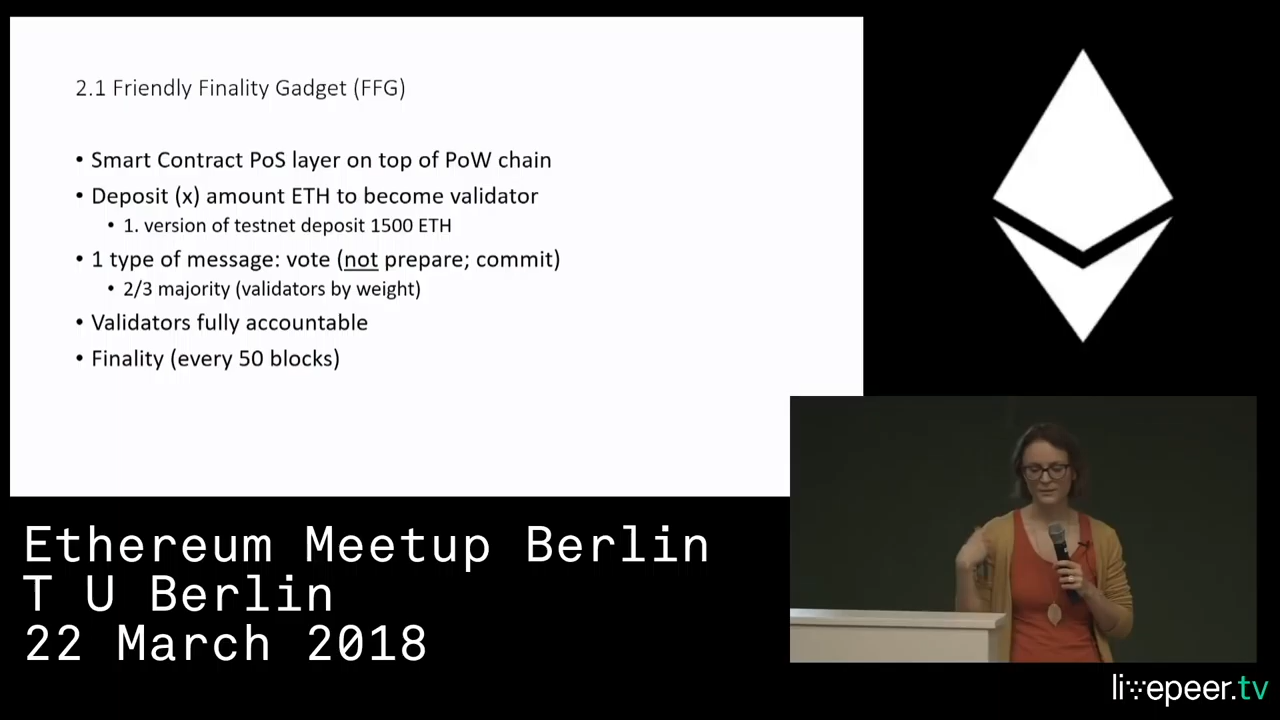 2.1 Friendly Finality Gadget (FFG)
• Smart Contract PoS layer on top of PoW chain
• Deposit (x) amount ETH to become validator
• 1. version of testnet deposit 1500 ETH
• 1 type of message: vote (not prepare; commit)
• 2/3 majority (validators by weight)
• Validators fully accountable
• Finality (every 50 blocks)
Ethereum Meetup Berlin
T U Berlin
22 March 2018
livepeer.tv